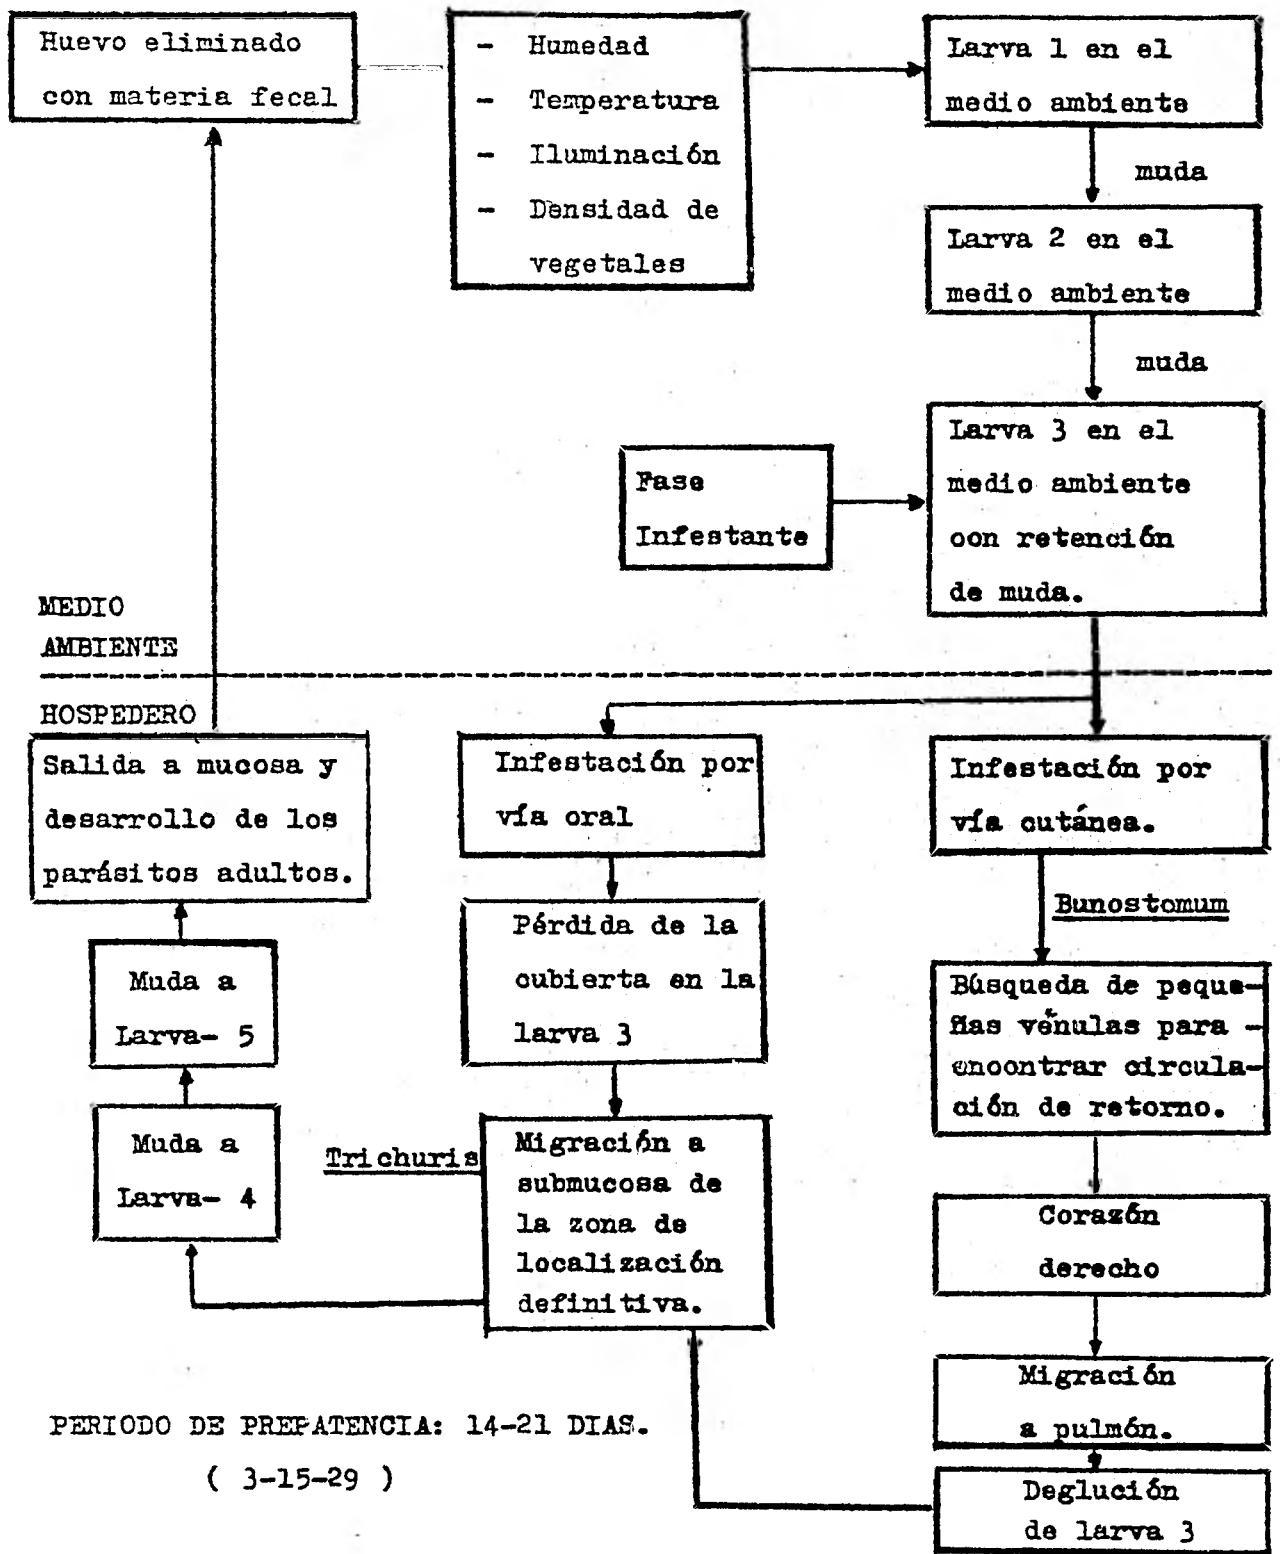 Huevo eliminado
con materia fecal
- Humedad
- Temperatura
- Iluminación
- Densidad de
vegetales
Larva 1 en el
medio ambiente
muda
Larva 2 en el
medio ambiente
muda
Larva 3 en el
medio ambiente
con retención
de muda.
Fase
Infestante
MEDIO
AMBIENTE
HOSPEDERO
Salida a mucosa y
desarrollo de los
parásitos adultos.
Infestación por
vía oral
Infestación por
vía cutánea.
Bunostomum
Pérdida de la
cubierta en la
larva 3
Muda a
Larva- 5
Búsqueda de peque-
ñas vénulas para -
encontrar circula-
ción de retorno.
Muda a
Larva- 4
Trichuris
Migración a
submucosa de
la zona de
localización
definitiva.
Corazón
derecho
Migración
a pulmón.
Deglución
de larva 3
PERIODO DE PREPATENCIA: 14-21 DIAS.
( 3-15-29 )